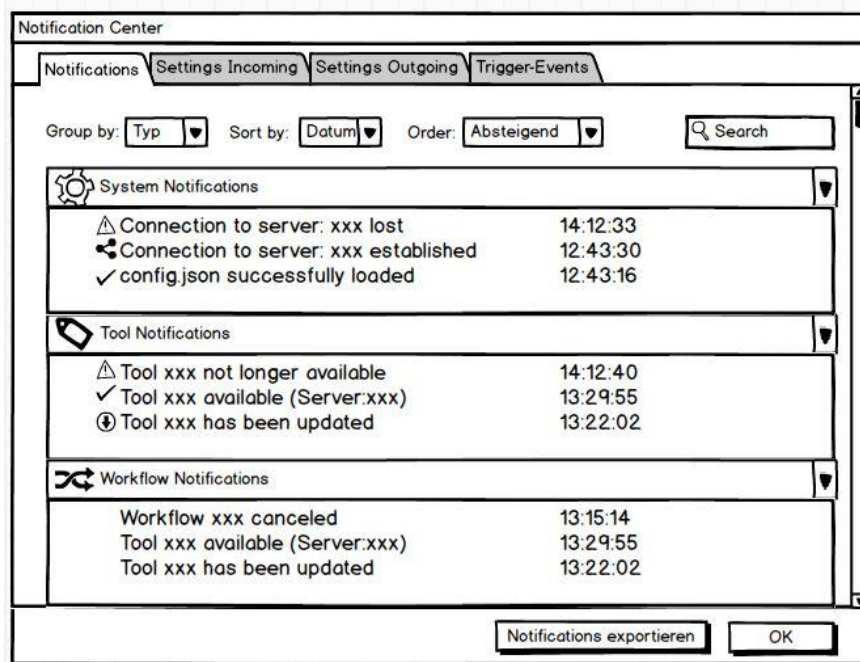 Notification Center
Notifications Settings Incoming Settings Outgoing Trigger-Events
Group by: Typ Sort by: Datum Order: Absteigend Search
System Notifications
Connection to server: xxx lost 14:12:33
Connection to server: xxx established 12:43:30
config.json successfully loaded 12:43:16
Tool Notifications
Tool xxx not longer available 14:12:40
Tool xxx available (Server:xxx) 13:29:55
Tool xxx has been updated 13:22:02
Workflow Notifications
Workflow xxx canceled 13:15:14
Tool xxx available (Server:xxx) 13:29:55
Tool xxx has been updated 13:22:02
Notifications exportieren OK